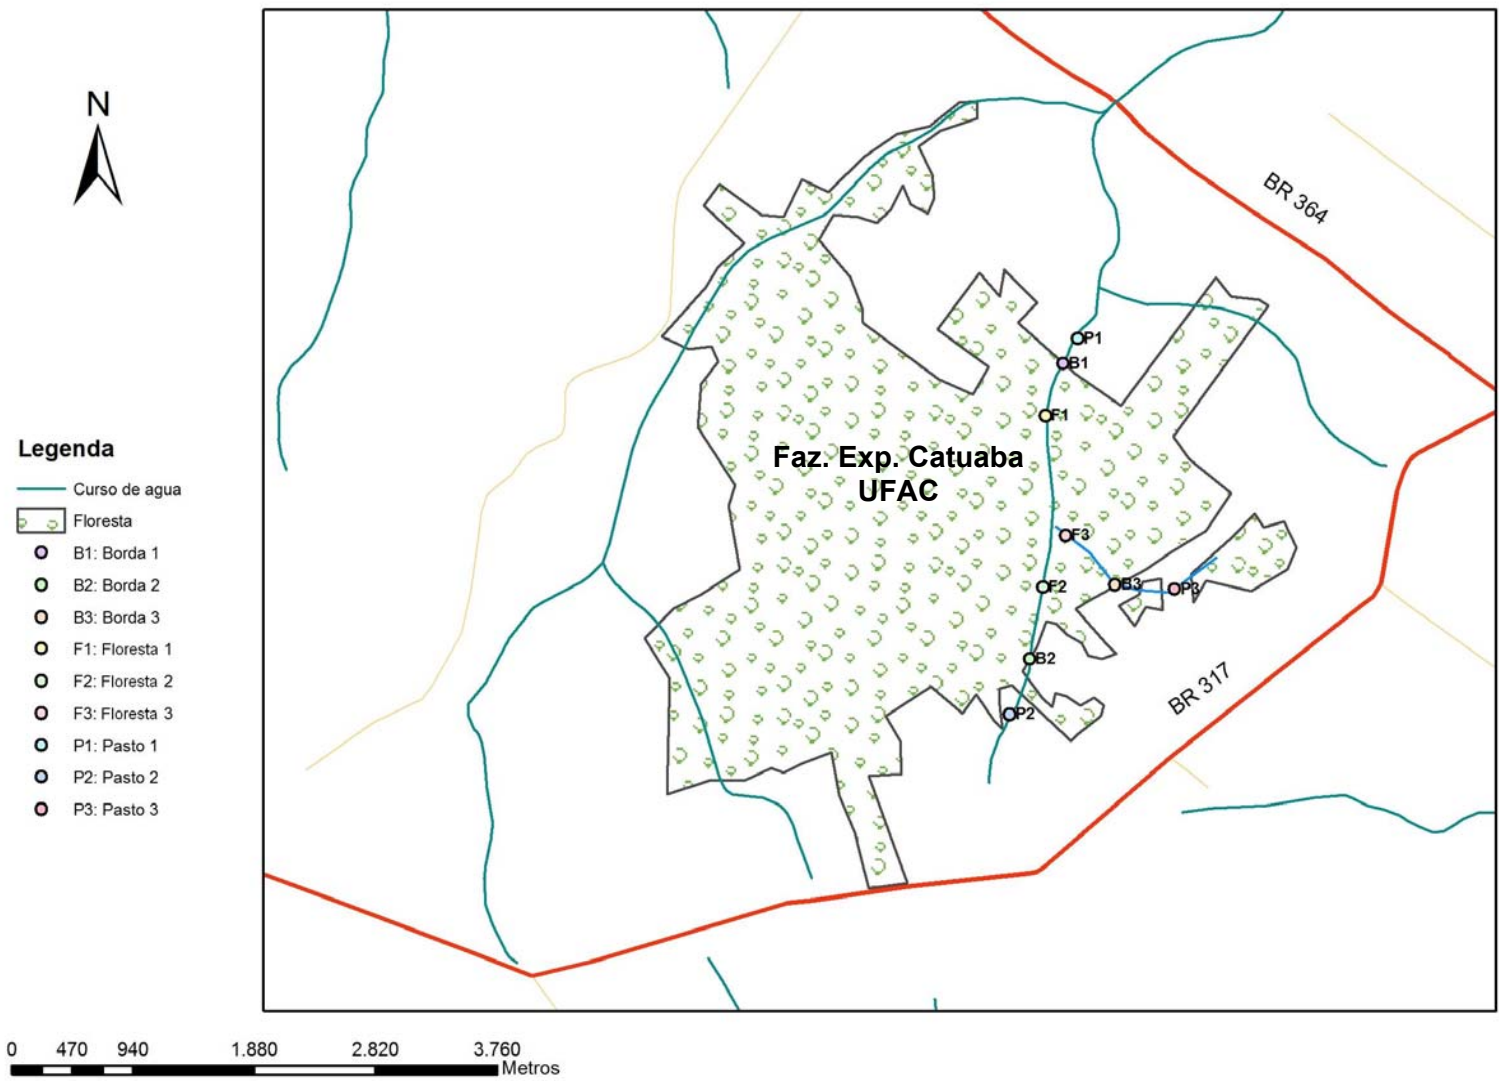 N
BR 364
P1
B1
F1
Faz. Exp. Catuaba
UFAC
F3
F2
B3
P3
B2
P2
BR 317
Legenda
Curso de agua
Floresta
B1: Borda 1
B2: Borda 2
B3: Borda 3
F1: Floresta 1
F2: Floresta 2
F3: Floresta 3
P1: Pasto 1
P2: Pasto 2
P3: Pasto 3
0 470 940 1.880 2.820 3.760
Metros